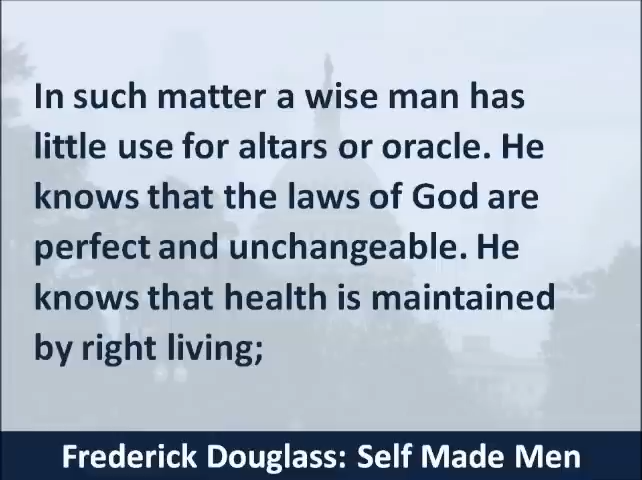 In such matter a wise man has
little use for altars or oracle. He
knows that the laws of God are
perfect and unchangeable. He
knows that health is maintained
by right living;
Frederick Douglass: Self Made Men